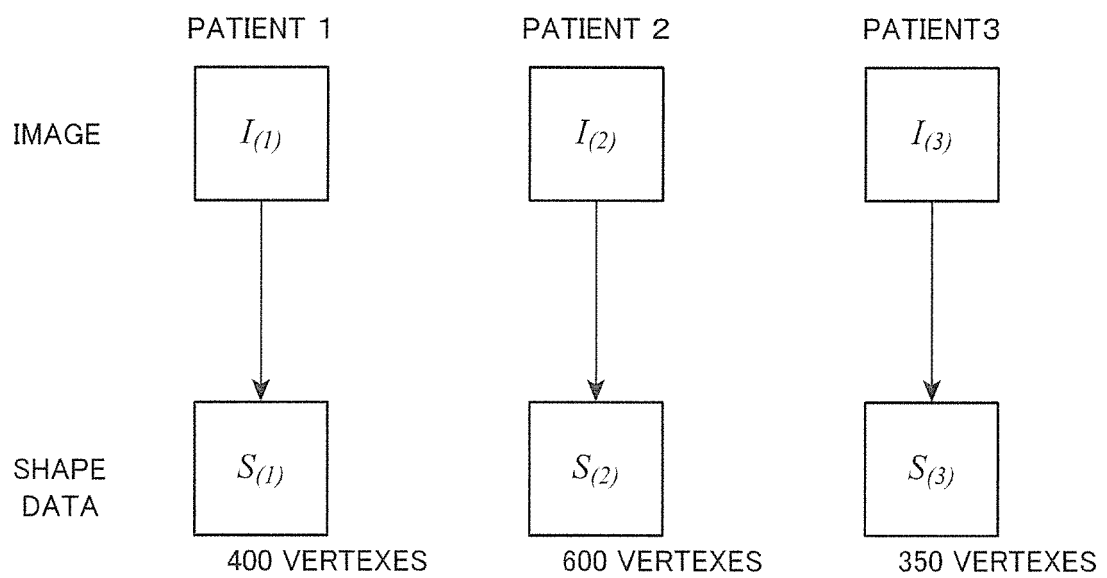 PATIENT 1 PATIENT 2 PATIENT3
IMAGE I(1) I(2) I(3)
SHAPE DATA S(1) S(2) S(3)
400 VERTEXES 600 VERTEXES 350 VERTEXES